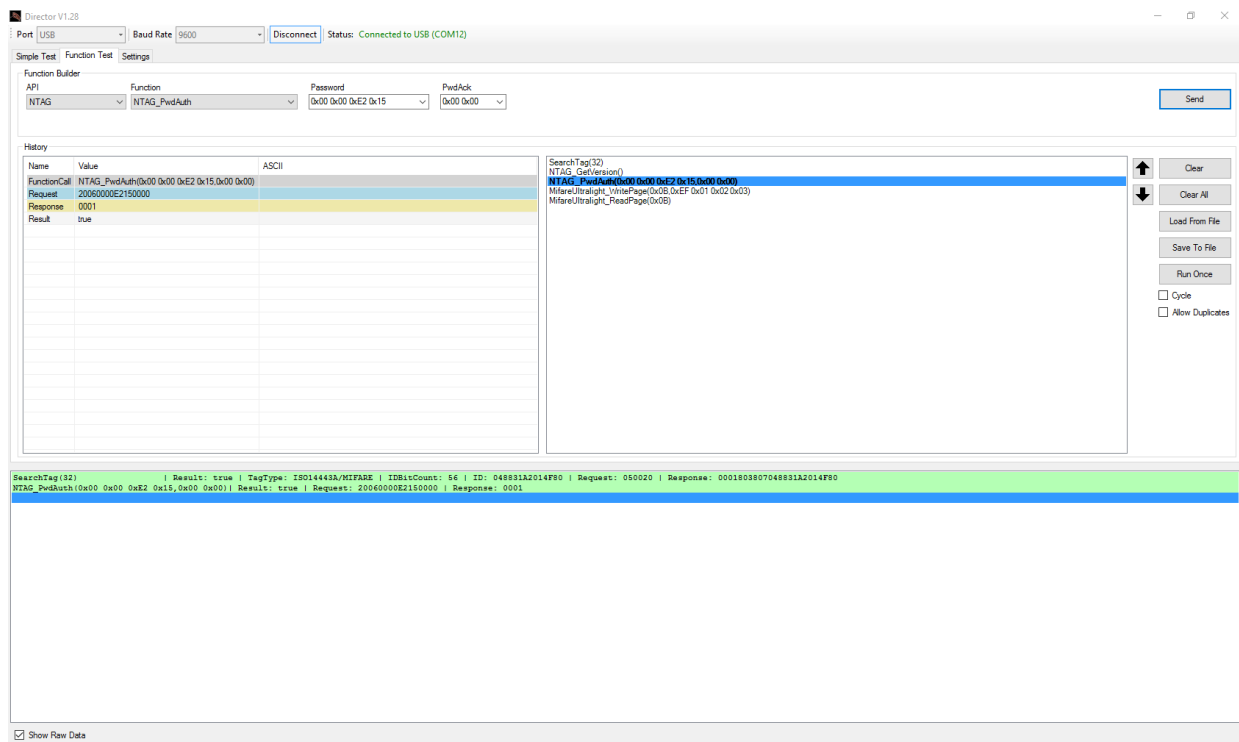 Director V1.28
Port USB Baud Rate 9600 Disconnect Status: Connected to USB (COM12)
Simple Test Function Test Settings
Function Builder
API Function Password PwdAck
NTAG NTAG_PwdAuth 0x00 0x00 0xE2 0x15 0x00 0x00 Send
History
Name Value ASCII
FunctionCall NTAG_PwdAuth(0x00 0x00 0xE2 0x15,0x00 0x00)
Request 20060000E2150000
Response 0001
Result true
SearchTag(32)
NTAG_GetVersion()
NTAG_PwdAuth(0x00 0x00 0xE2 0x15,0x00 0x00)
MifareUltralight_WritePage(0x0B,0xEF 0x01 0x02 0x03)
MifareUltralight_ReadPage(0x0B)
Clear
Clear All
Load From File
Save To File
Run Once
Cycle
Allow Duplicates
SearchTag(32) | Result: true | TagType: ISO14443A/MIFARE | IDBitCount: 56 | ID: 048831A2014F80 | Request: 050020 | Response: 0001803807048831A2014F80
NTAG_PwdAuth(0x00 0x00 0xE2 0x15,0x00 0x00)| Result: true | Request: 20060000E2150000 | Response: 0001
Show Raw Data